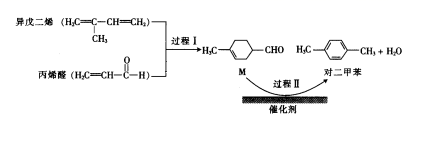 异戊二烯 (H₂C=C-CH=CH₂)
CH₃
过程Ⅰ
H₃C- -CHO
H₃C- -CH₃ + H₂O
丙烯醛 (H₂C=CH-C-H)
O
M
过程Ⅱ
对二甲苯
催化剂